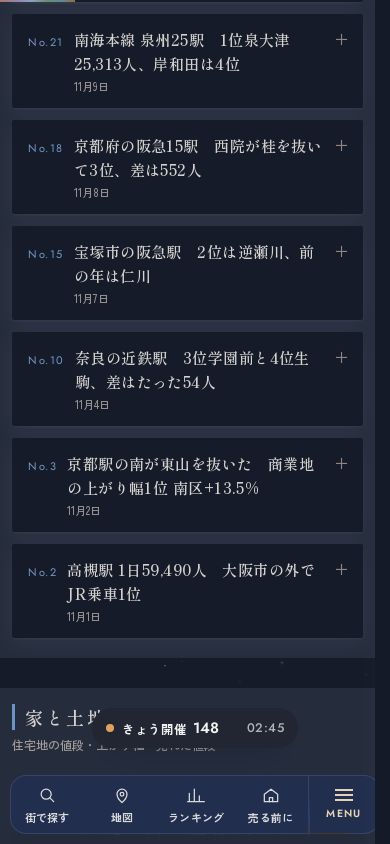 No.21
南海本線 泉州25駅　1位泉大津
25,313人、岸和田は4位
11月9日
No.18
京都府の阪急15駅　西院が桂を抜い
て3位、差は552人
11月8日
No.15
宝塚市の阪急駅　2位は逆瀬川、前
の年は仁川
11月7日
No.10
奈良の近鉄駅　3位学園前と4位生
駒、差はたった54人
11月4日
No.3
京都駅の南が東山を抜いた　商業地
の上がり幅1位 南区+13.5%
11月2日
No.2
高槻駅 1日59,490人　大阪市の外で
JR乗車1位
11月1日
家と土地
住宅地の値段・
きょう開催 148 02:45
街で探す
地図
ランキング
売る前に
MENU